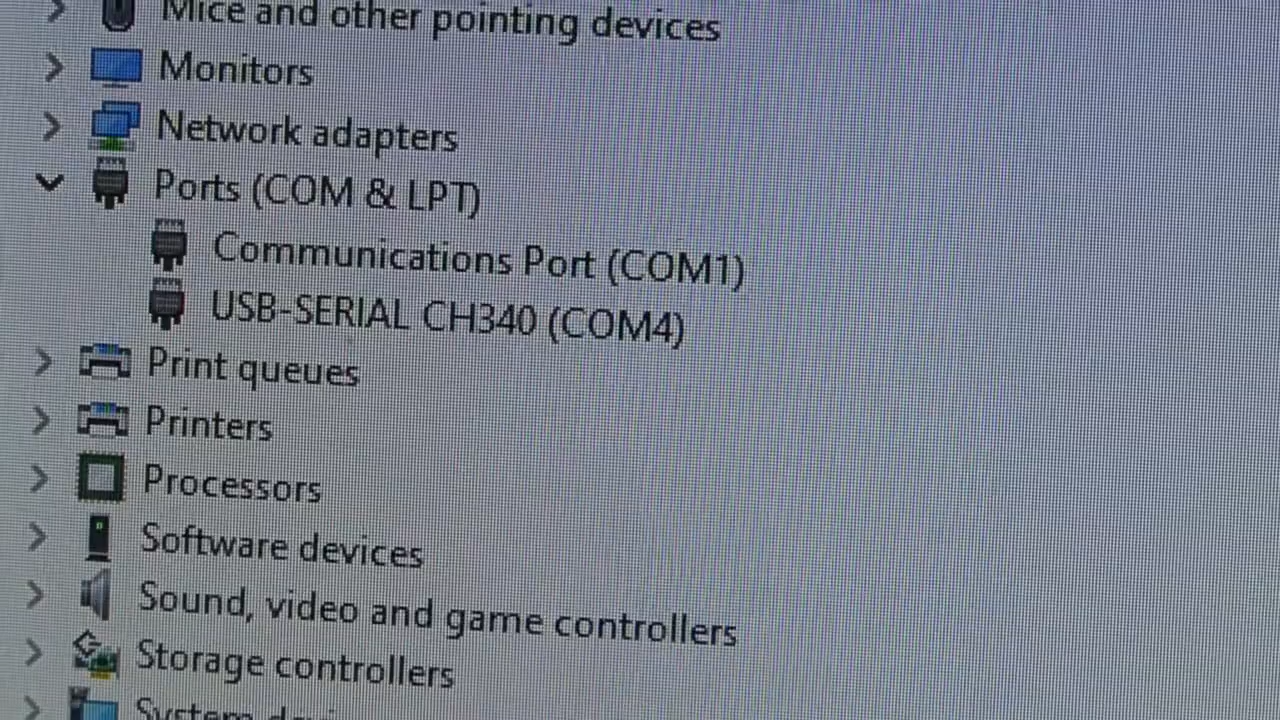 Mice and other pointing devices
Monitors
Network adapters
Ports (COM & LPT)
Communications Port (COM1)
USB-SERIAL CH340 (COM4)
Print queues
Printers
Processors
Software devices
Sound, video and game controllers
Storage controllers
System